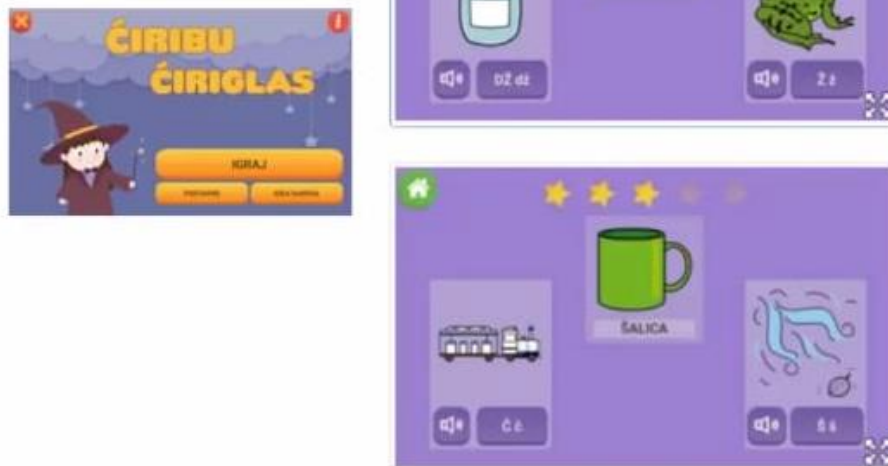 ĆIRIBU
ĆIRIGLAS
IGRAJ
DŽ dž
Ž ž
ŠALICA
Č č
Š š